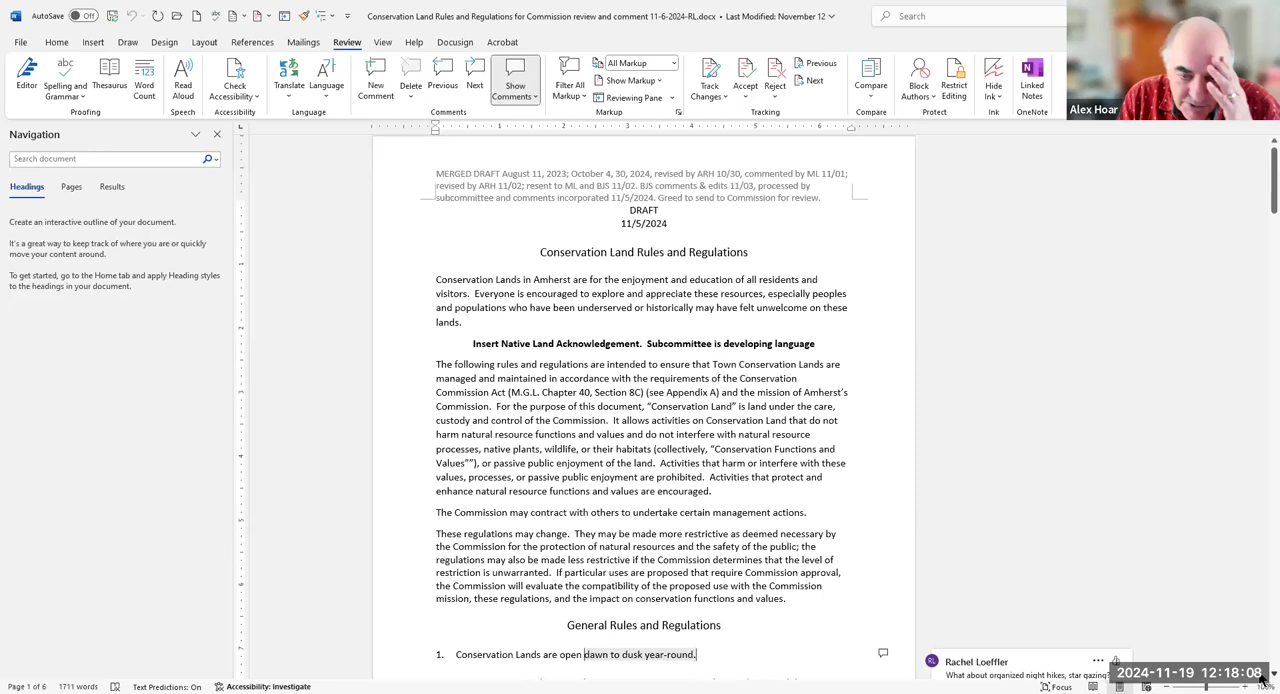 AutoSave Off
Conservation Land Rules and Regulations for Commission review and comment 11-6-2024-RL.docx • Last Modified: November 12
Search
File Home Insert Draw Design Layout References Mailings Review View Help Docusign Acrobat
Editor
Spelling and Grammar
Thesaurus
Word Count
Read Aloud
Check Accessibility
Translate
Language
New Comment
Delete
Previous
Next
Show Comments
Filter All Markup
All Markup
Show Markup
Reviewing Pane
Track Changes
Accept
Reject
Previous
Next
Compare
Block Authors
Restrict Editing
Hide Ink
Linked Notes
Proofing Speech Accessibility Language Comments Markup Tracking Compare Protect Ink OneNote
Alex Hoar
Navigation
Search document
Headings Pages Results
Create an interactive outline of your document.
It's a great way to keep track of where you are or quickly
move your content around.
To get started, go to the Home tab and apply Heading styles
to the headings in your document.
MERGED DRAFT August 11, 2023; October 4, 30, 2024, revised by ARH 10/30, commented by ML 11/01;
revised by ARH 11/02; resent to ML and BJS 11/02. BJS comments & edits 11/03, processed by
subcommittee and comments incorporated 11/5/2024. Greed to send to Commission for review.
DRAFT
11/5/2024
Conservation Land Rules and Regulations
Conservation Lands in Amherst are for the enjoyment and education of all residents and
visitors. Everyone is encouraged to explore and appreciate these resources, especially peoples
and populations who have been underserved or historically may have felt unwelcome on these
lands.
Insert Native Land Acknowledgement. Subcommittee is developing language
The following rules and regulations are intended to ensure that Town Conservation Lands are
managed and maintained in accordance with the requirements of the Conservation
Commission Act (M.G.L. Chapter 40, Section 8C) (see Appendix A) and the mission of Amherst's
Commission. For the purpose of this document, "Conservation Land" is land under the care,
custody and control of the Commission. It allows activities on Conservation Land that do not
harm natural resource functions and values and do not interfere with natural resource
processes, native plants, wildlife, or their habitats (collectively, "Conservation Functions and
Values""), or passive public enjoyment of the land. Activities that harm or interfere with these
values, processes, or passive public enjoyment are prohibited. Activities that protect and
enhance natural resource functions and values are encouraged.
The Commission may contract with others to undertake certain management actions.
These regulations may change. They may be made more restrictive as deemed necessary by
the Commission for the protection of natural resources and the safety of the public; the
regulations may also be made less restrictive if the Commission determines that the level of
restriction is unwarranted. If particular uses are proposed that require Commission approval,
the Commission will evaluate the compatibility of the proposed use with the Commission
mission, these regulations, and the impact on conservation functions and values.
General Rules and Regulations
1. Conservation Lands are open dawn to dusk year-round.
RL Rachel Loeffler
What about organized night hikes, star gazing?
2024-11-19 12:18:08
Page 1 of 6 1711 words Text Predictions: On Accessibility: Investigate
Focus